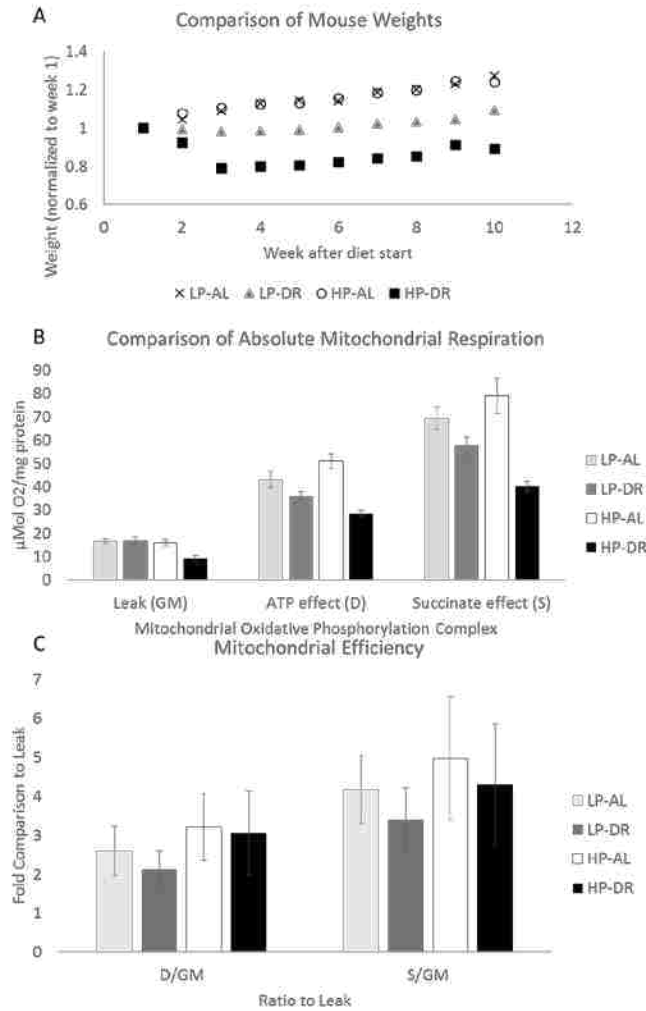 A
Comparison of Mouse Weights
Weight (normalized to week 1)
1.4
1.2
1
0.8
0.6
0 2 4 6 8 10 12
Week after diet start
LP-AL LP-DR HP-AL HP-DR
B
Comparison of Absolute Mitochondrial Respiration
µMol O2/mg protein
90
80
70
60
50
40
30
20
10
0
LP-AL
LP-DR
HP-AL
HP-DR
Leak (GM) ATP effect (D) Succinate effect (S)
Mitochondrial Oxidative Phosphorylation Complex
C
Mitochondrial Efficiency
Fold Comparison to Leak
7
6
5
4
3
2
1
0
LP-AL
LP-DR
HP-AL
HP-DR
D/GM S/GM
Ratio to Leak